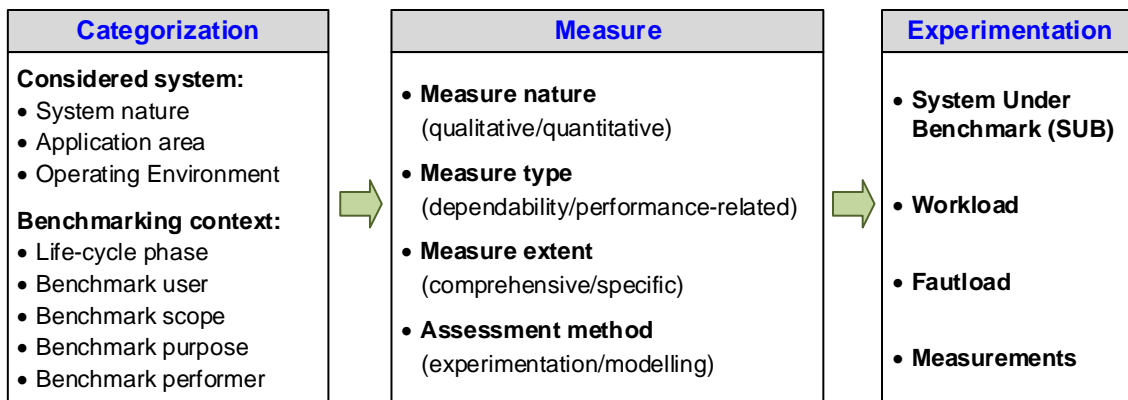 Categorization
Considered system:
• System nature
• Application area
• Operating Environment
Benchmarking context:
• Life-cycle phase
• Benchmark user
• Benchmark scope
• Benchmark purpose
• Benchmark performer
Measure
• Measure nature
(qualitative/quantitative)
• Measure type
(dependability/performance-related)
• Measure extent
(comprehensive/specific)
• Assessment method
(experimentation/modelling)
Experimentation
• System Under
Benchmark (SUB)
• Workload
• Fautload
• Measurements